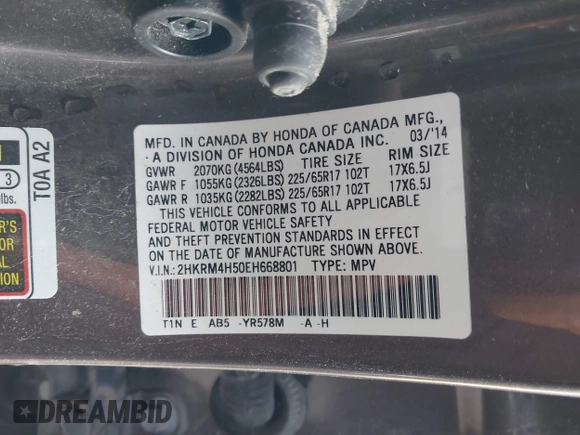 MFD. IN CANADA BY HONDA OF CANADA MFG.,
A DIVISION OF HONDA CANADA INC. 03/'14
GVWR 2070KG(4564LBS) TIRE SIZE RIM SIZE
GAWR F 1055KG(2326LBS) 225/65R17 102T 17X6.5J
GAWR R 1035KG(2282LBS) 225/65R17 102T 17X6.5J
THIS VEHICLE CONFORMS TO ALL APPLICABLE
FEDERAL MOTOR VEHICLE SAFETY
AND THEFT PREVENTION STANDARDS IN EFFECT
ON THE DATE OF MANUFACTURE SHOWN ABOVE.
V.I.N.: 2HKRM4H50EH668801 TYPE: MPV
T1N E AB5 -YR578M -A -H
T0A A2
3
lbs.
DREAMBID